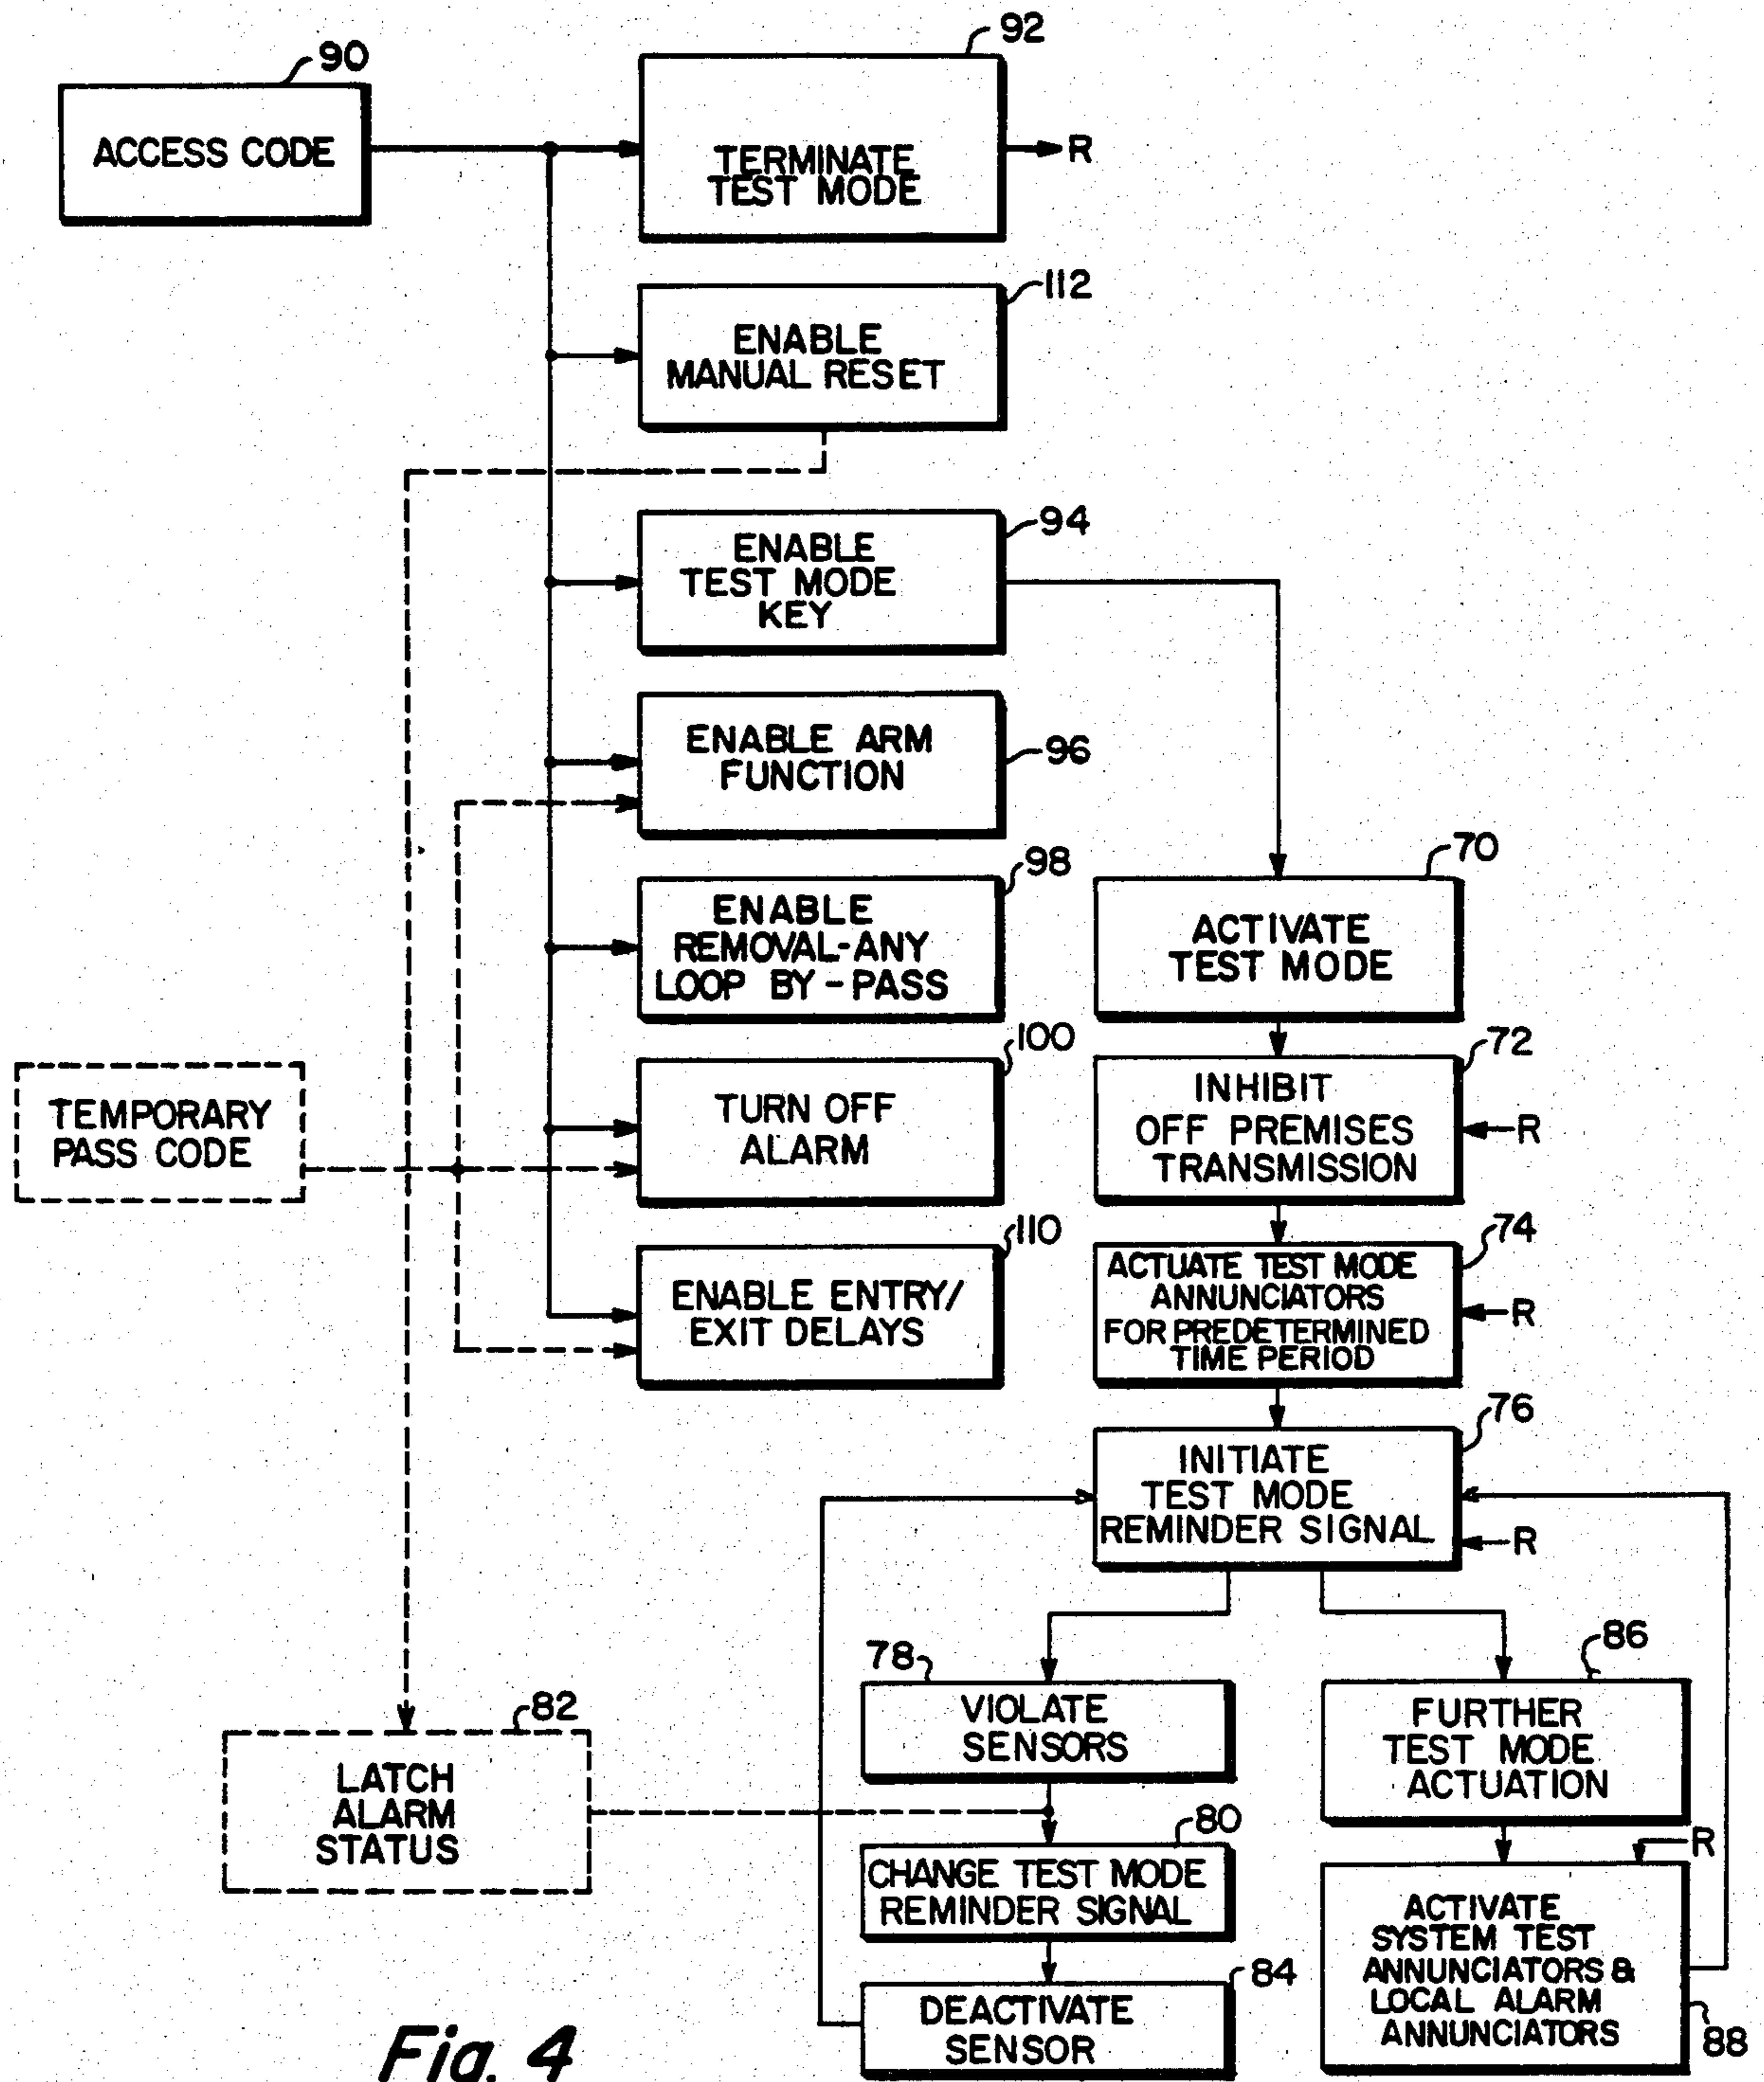 90
ACCESS CODE
92
TERMINATE
TEST MODE
R
112
ENABLE
MANUAL RESET
94
ENABLE
TEST MODE
KEY
96
ENABLE ARM
FUNCTION
98
ENABLE
REMOVAL-ANY
LOOP BY-PASS
100
TURN OFF
ALARM
110
ENABLE ENTRY/
EXIT DELAYS
TEMPORARY
PASS CODE
70
ACTIVATE
TEST MODE
72
INHIBIT
OFF PREMISES
TRANSMISSION
R
74
ACTUATE TEST MODE
ANNUNCIATORS
FOR PREDETERMINED
TIME PERIOD
R
76
INITIATE
TEST MODE
REMINDER SIGNAL
R
78
VIOLATE
SENSORS
82
LATCH
ALARM
STATUS
80
CHANGE TEST MODE
REMINDER SIGNAL
84
DEACTIVATE
SENSOR
86
FURTHER
TEST MODE
ACTUATION
R
ACTIVATE
SYSTEM TEST
ANNUNCIATORS &
LOCAL ALARM
ANNUNCIATORS
88
Fig. 4